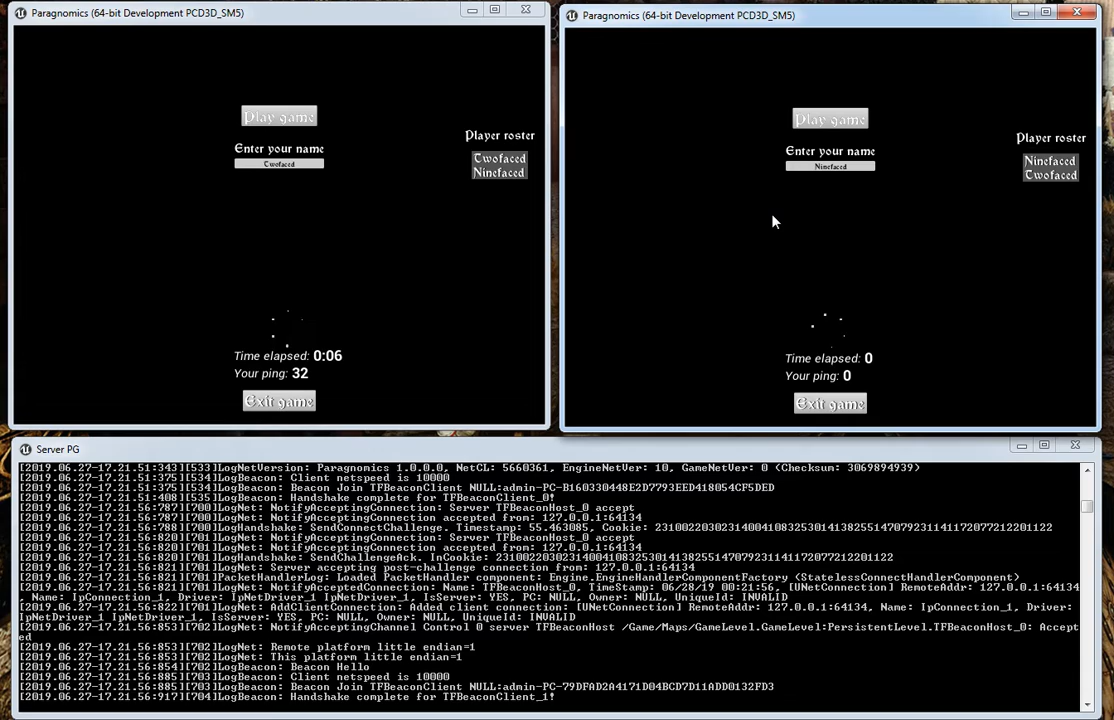 Paragnomics (64-bit Development PCD3D_SM5)
Play game
Enter your name
Twofaced
Player roster
Twofaced
Ninefaced
Time elapsed: 0:06
Your ping: 32
Exit game
Paragnomics (64-bit Development PCD3D_SM5)
Play game
Enter your name
Ninefaced
Player roster
Ninefaced
Twofaced
Time elapsed: 0
Your ping: 0
Exit game
Server PG
[2019.06.27-17.21.51:343][533]LogNetVersion: Paragnomics 1.0.0.0, NetCL: 5660361, EngineNetVer: 10, GameNetVer: 0 (Checksum: 3069894939)
[2019.06.27-17.21.51:375][534]LogBeacon: Client netspeed is 10000
[2019.06.27-17.21.51:375][534]LogBeacon: Beacon Join TFBeaconClient NULL:admin-PC-B160330448E2D7793EED418054CF5DED
[2019.06.27-17.21.51:408][535]LogBeacon: Handshake complete for TFBeaconClient_0!
[2019.06.27-17.21.56:787][700]LogNet: NotifyAcceptingConnection: Server TFBeaconHost_0 accept
[2019.06.27-17.21.56:787][700]LogNet: NotifyAcceptingConnection accepted from: 127.0.0.1:64134
[2019.06.27-17.21.56:788][700]LogHandshake: SendConnectChallenge. Timestamp: 55.463085, Cookie: 231002203023140041083253014138255147079231141172077212201122
[2019.06.27-17.21.56:820][701]LogNet: NotifyAcceptingConnection: Server TFBeaconHost_0 accept
[2019.06.27-17.21.56:820][701]LogNet: NotifyAcceptingConnection accepted from: 127.0.0.1:64134
[2019.06.27-17.21.56:820][701]LogHandshake: SendChallengeAck. InCookie: 231002203023140041083253014138255147079231141172077212201122
[2019.06.27-17.21.56:821][701]LogNet: Server accepting post-challenge connection from: 127.0.0.1:64134
[2019.06.27-17.21.56:821][701]PacketHandlerLog: Loaded PacketHandler component: Engine.EngineHandlerComponentFactory (StatelessConnectHandlerComponent)
[2019.06.27-17.21.56:821][701]LogNet: NotifyAcceptedConnection: Name: TFBeaconHost_0, TimeStamp: 06/28/19 00:21:56, [UNetConnection] RemoteAddr: 127.0.0.1:64134
, Name: IpConnection_1, Driver: IpNetDriver_1 IpNetDriver_1, IsServer: YES, PC: NULL, Owner: NULL, UniqueId: INVALID
[2019.06.27-17.21.56:822][701]LogNet: AddClientConnection: Added client connection: [UNetConnection] RemoteAddr: 127.0.0.1:64134, Name: IpConnection_1, Driver:
IpNetDriver_1 IpNetDriver_1, IsServer: YES, PC: NULL, Owner: NULL, UniqueId: INVALID
[2019.06.27-17.21.56:853][702]LogNet: NotifyAcceptingChannel Control 0 server TFBeaconHost /Game/Maps/GameLevel.GameLevel:PersistentLevel.TFBeaconHost_0: Accept
ed
[2019.06.27-17.21.56:853][702]LogNet: Remote platform little endian=1
[2019.06.27-17.21.56:853][702]LogNet: This platform little endian=1
[2019.06.27-17.21.56:854][702]LogBeacon: Beacon Hello
[2019.06.27-17.21.56:885][703]LogBeacon: Client netspeed is 10000
[2019.06.27-17.21.56:885][703]LogBeacon: Beacon Join TFBeaconClient NULL:admin-PC-79DFAD2A4171D04BCD7D11ADD0132FD3
[2019.06.27-17.21.56:917][704]LogBeacon: Handshake complete for TFBeaconClient_1!